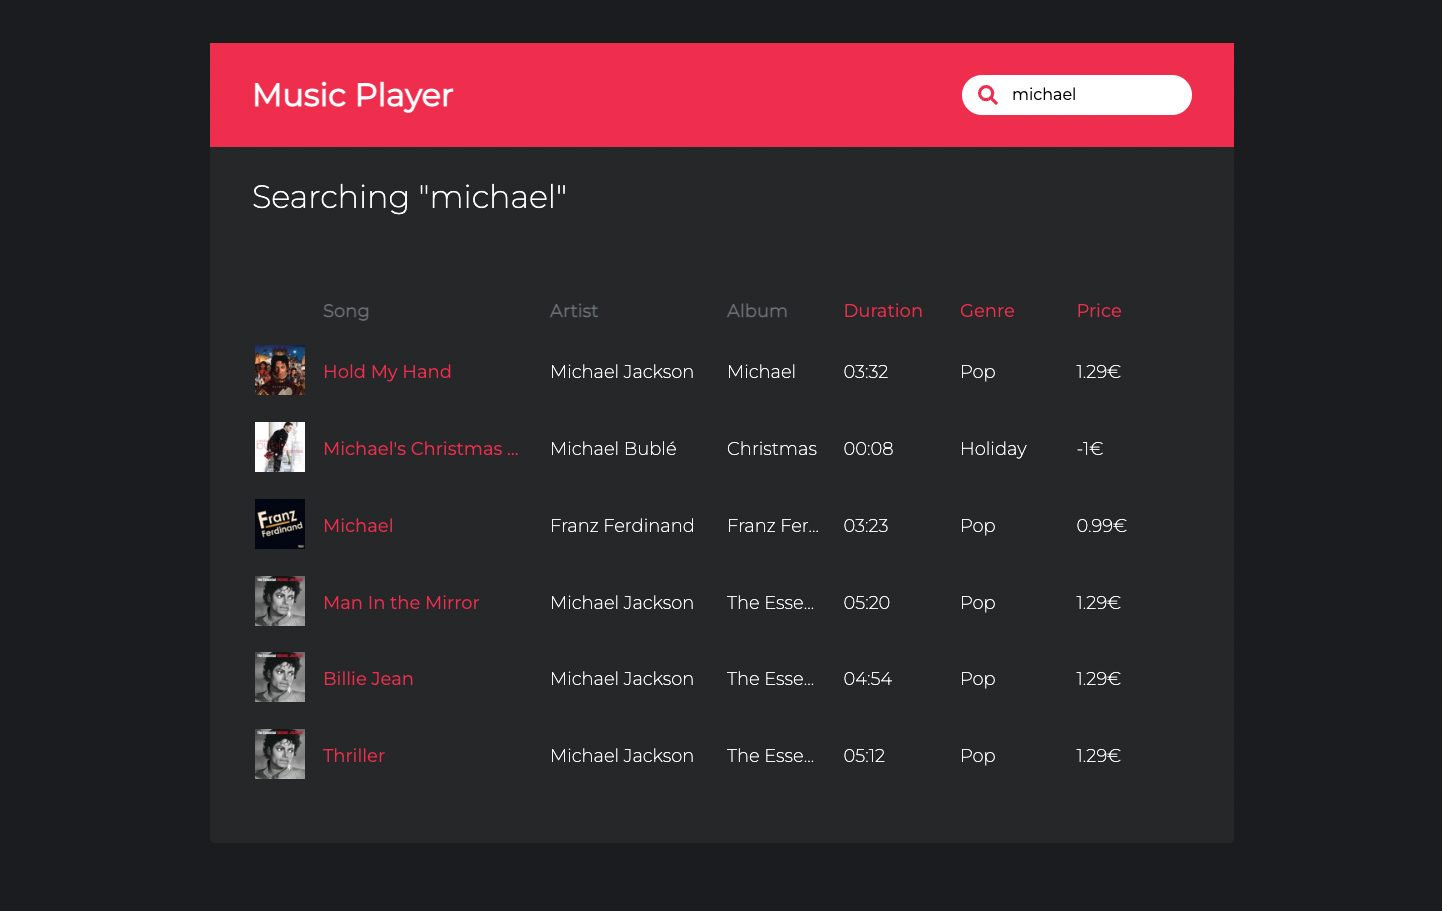 Music Player
michael
Searching "michael"
Song Artist Album Duration Genre Price
Hold My Hand Michael Jackson Michael 03:32 Pop 1.29€
Michael's Christmas ... Michael Bublé Christmas 00:08 Holiday -1€
Franz
Ferdinand
Michael Franz Ferdinand Franz Fer... 03:23 Pop 0.99€
Man In the Mirror Michael Jackson The Esse... 05:20 Pop 1.29€
Billie Jean Michael Jackson The Esse... 04:54 Pop 1.29€
Thriller Michael Jackson The Esse... 05:12 Pop 1.29€